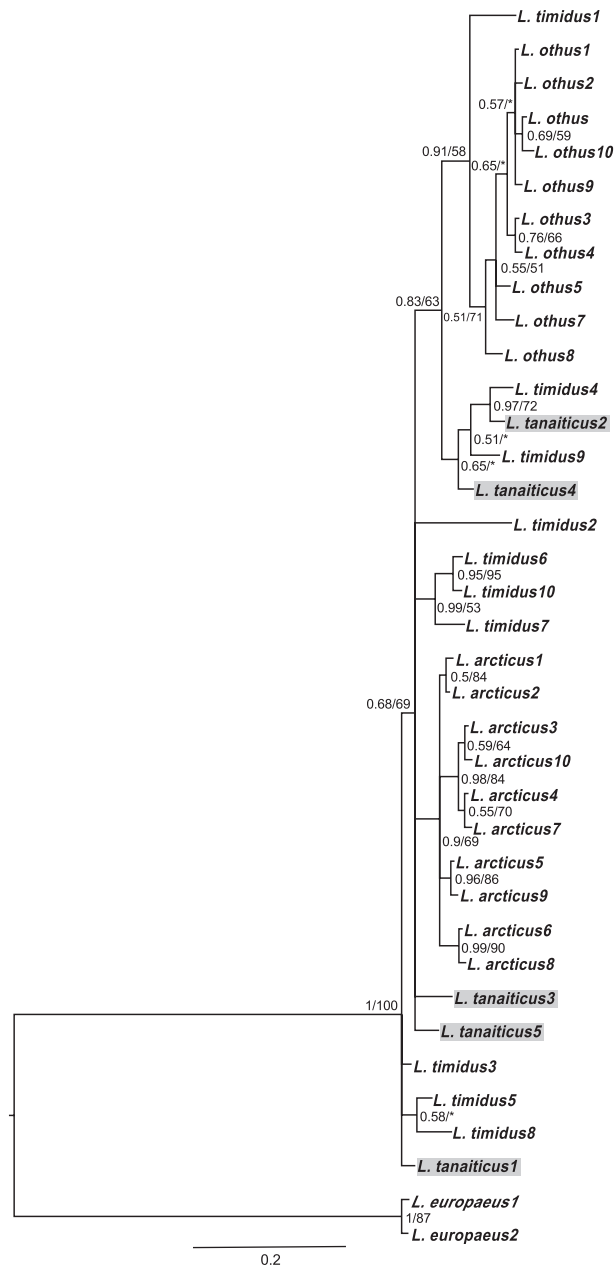 L. timidus1
L. othus1
L. othus2
0.57/*
L. othus
0.69/59
L. othus10
0.91/58
0.65/*
L. othus9
L. othus3
0.76/66
L. othus4
0.55/51
L. othus5
0.83/63
0.51/71
L. othus7
L. othus8
L. timidus4
0.97/72
L. tanaiticus2
0.51/*
L. timidus9
0.65/*
L. tanaiticus4
L. timidus2
L. timidus6
0.95/95
L. timidus10
0.99/53
L. timidus7
L. arcticus1
0.5/84
L. arcticus2
0.68/69
L. arcticus3
0.59/64
L. arcticus10
0.98/84
L. arcticus4
0.55/70
L. arcticus7
0.9/69
L. arcticus5
0.96/86
L. arcticus9
L. arcticus6
0.99/90
L. arcticus8
L. tanaiticus3
1/100
L. tanaiticus5
L. timidus3
L. timidus5
0.58/*
L. timidus8
L. tanaiticus1
L. europaeus1
1/87
L. europaeus2
0.2